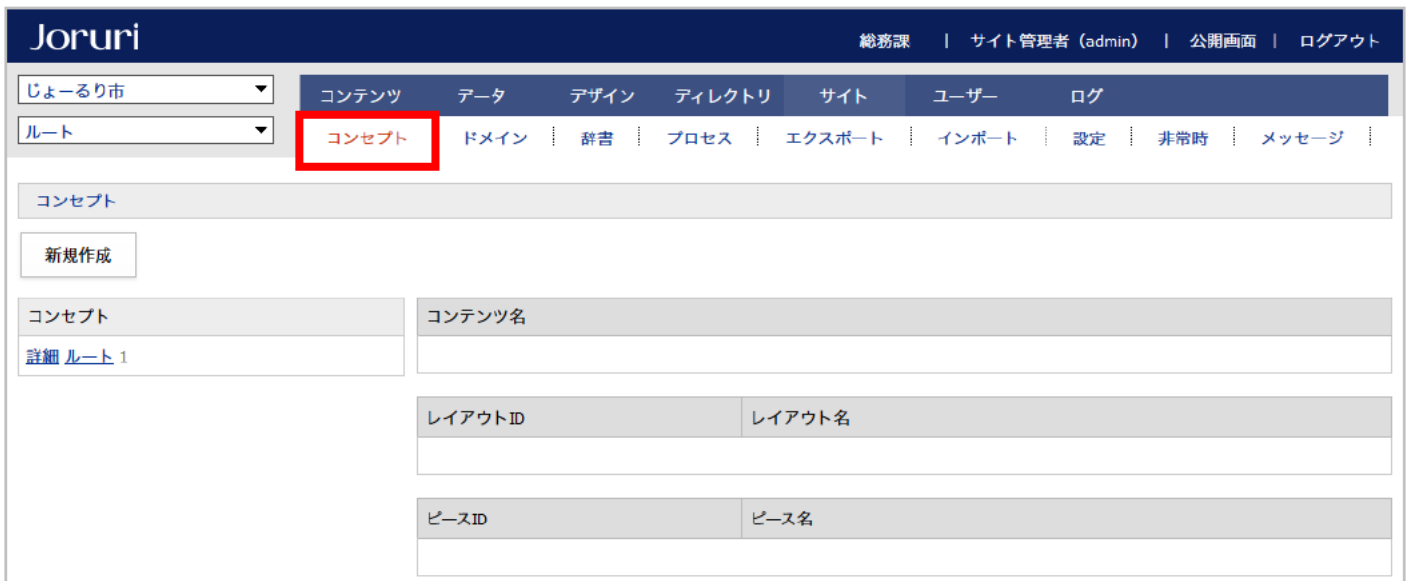 Joruri
総務課 | サイト管理者（admin） | 公開画面 | ログアウト
じょーるり市
コンテンツ データ デザイン ディレクトリ サイト ユーザー ログ
ルート
コンセプト ドメイン 辞書 プロセス エクスポート インポート 設定 非常時 メッセージ
コンセプト
新規作成
コンセプト コンテンツ名
詳細 ルート 1
レイアウトID レイアウト名
ピースID ピース名